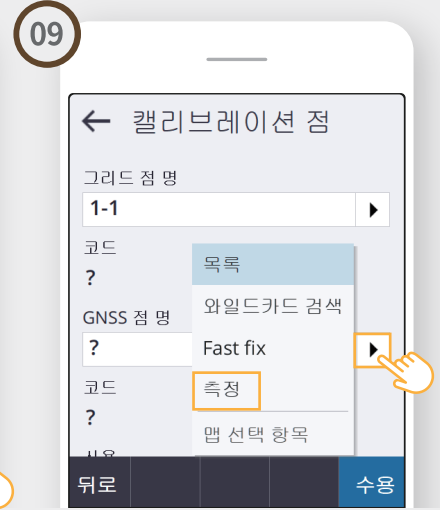 09
캘리브레이션 점
그리드 점 명
1-1
코드
?
목록
와일드카드 검색
GNSS 점 명
?
Fast fix
코드
측정
?
맵 선택 항목
사용
뒤로
수용